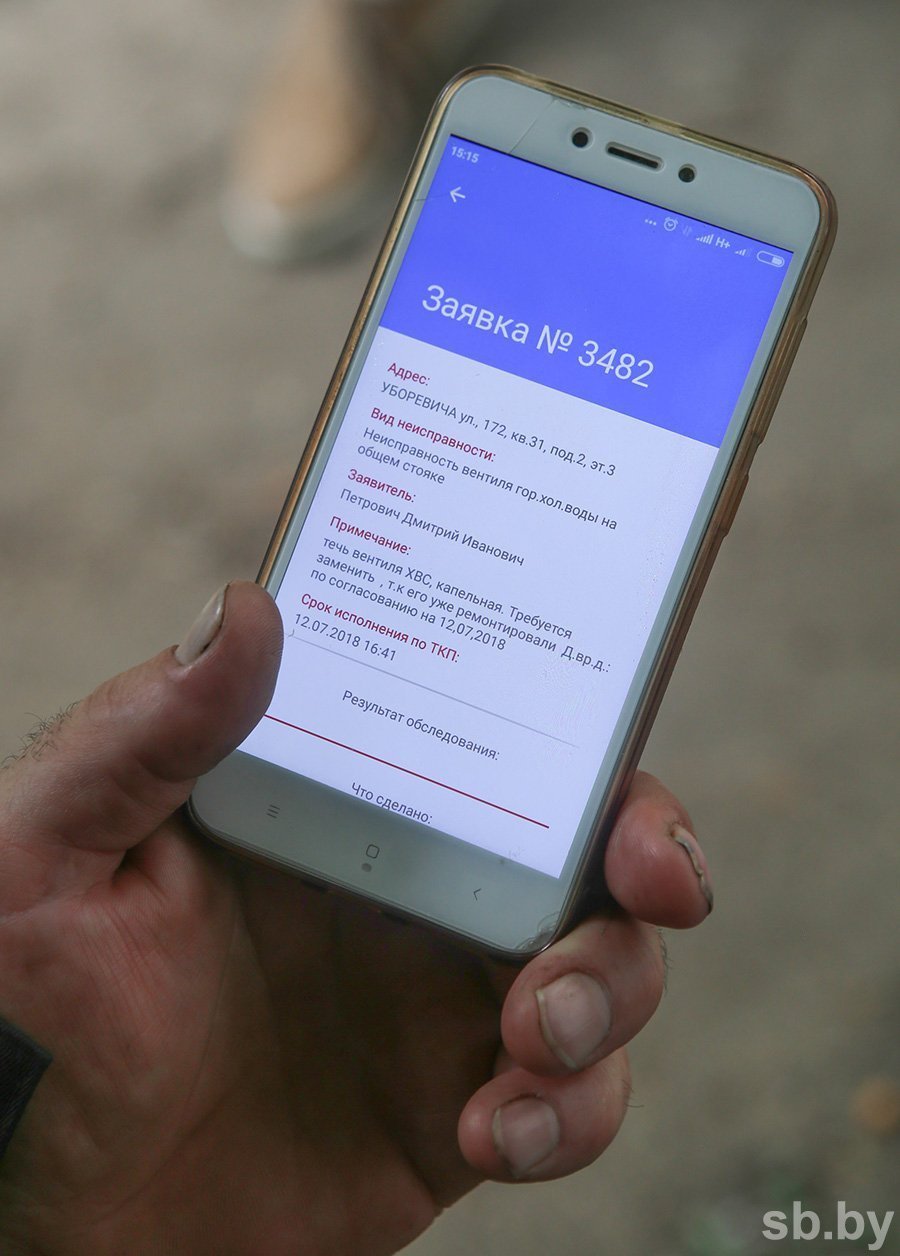 15:15
H+
Заявка № 3482
Адрес:
УБОРЕВИЧА ул., 172, кв.31, под.2, эт.3
Вид неисправности:
Неисправность вентиля гор.хол.воды на
общем стояке
Заявитель:
Петрович Дмитрий Иванович
Примечание:
течь вентиля ХВС, капельная. Требуется
заменить , т.к его уже ремонтировали Д.вр.д.:
по согласованию на 12,07,2018
Срок исполнения по ТКП:
12.07.2018 16:41
Результат обследования:
Что сделано:
sb.by